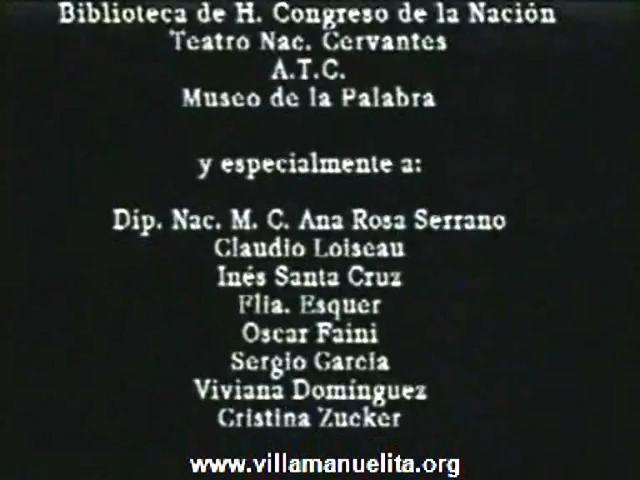 Biblioteca de H. Congreso de la Nación
Teatro Nac. Cervantes
A.T.C.
Museo de la Palabra
y especialmente a:
Dip. Nac. M. C. Ana Rosa Serrano
Claudio Loiseau
Inés Santa Cruz
Flia. Esquer
Oscar Faini
Sergio García
Viviana Domínguez
Cristina Zucker
www.villamanuelita.org